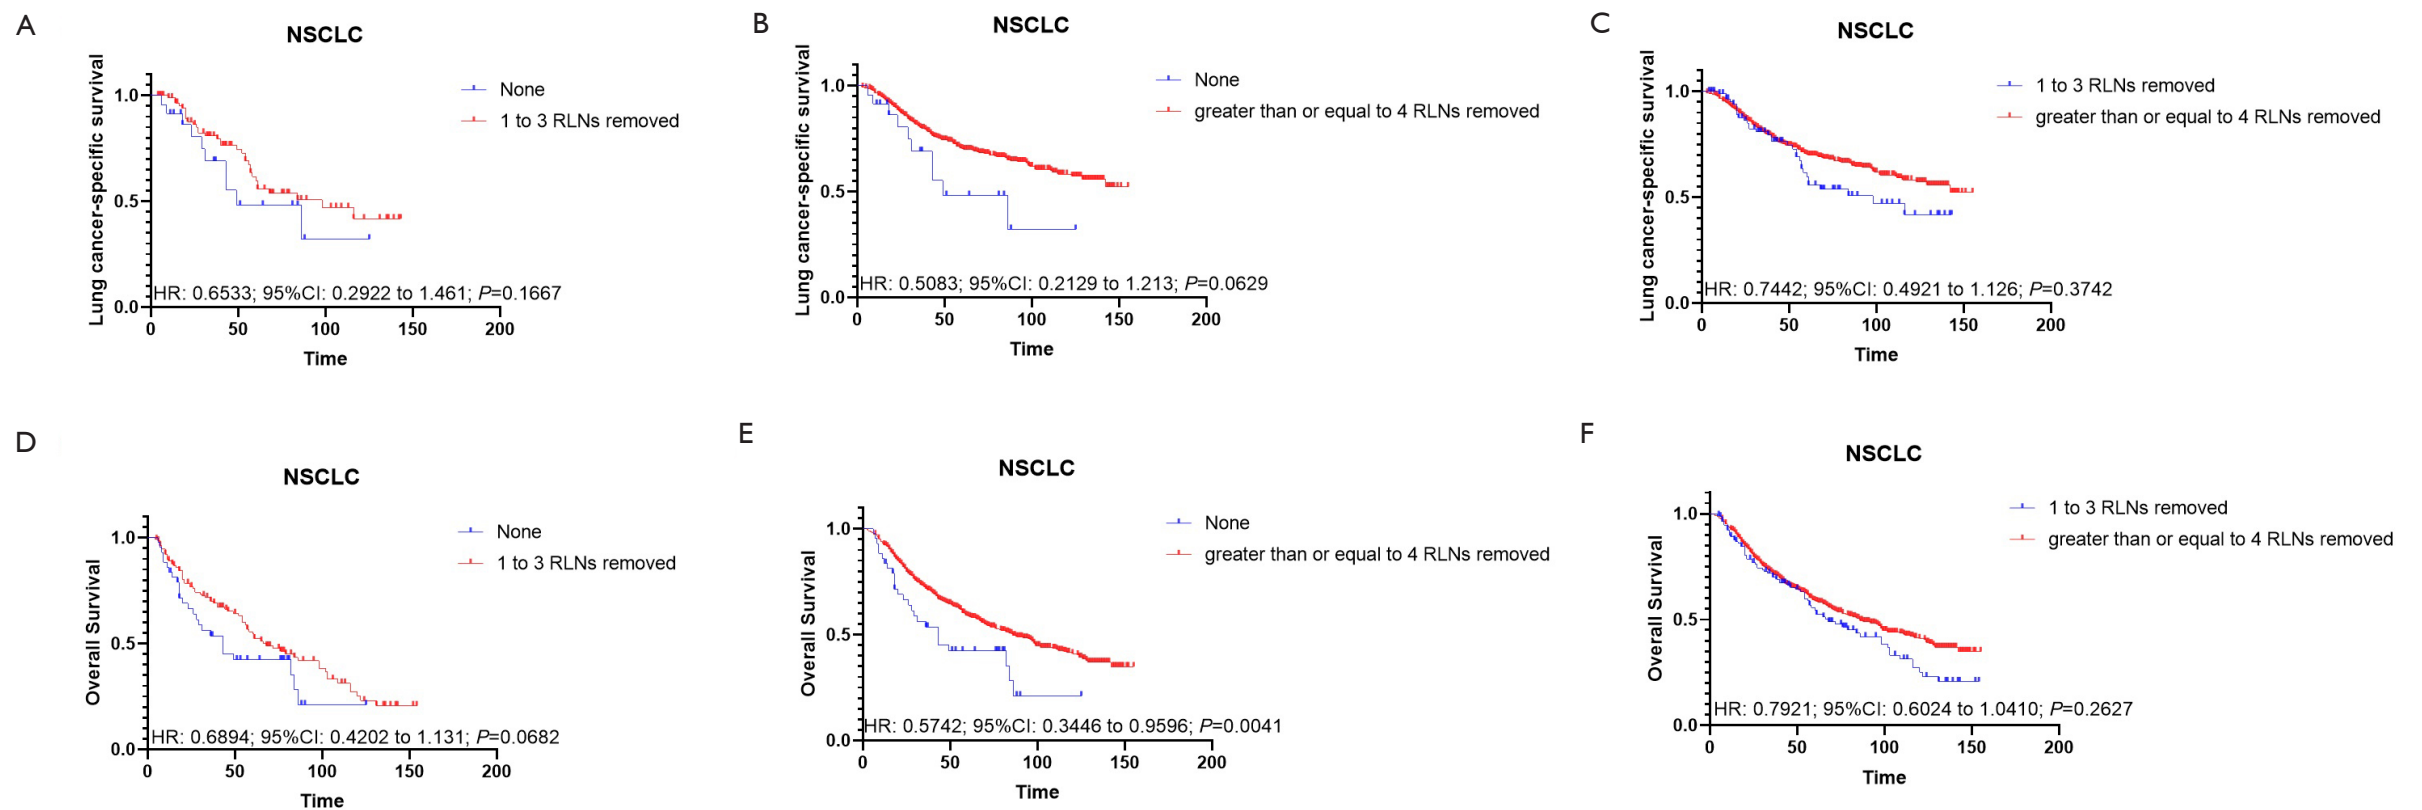 A
NSCLC
Lung cancer-specific survival
None
1 to 3 RLNs removed
1.0
0.5
0.0
HR: 0.6533; 95%CI: 0.2922 to 1.461; P=0.1667
0 50 100 150 200
Time
B
NSCLC
Lung cancer-specific survival
None
greater than or equal to 4 RLNs removed
1.0
0.5
0.0
HR: 0.5083; 95%CI: 0.2129 to 1.213; P=0.0629
0 50 100 150 200
Time
C
NSCLC
Lung cancer-specific survival
1 to 3 RLNs removed
greater than or equal to 4 RLNs removed
1.0
0.5
0.0
HR: 0.7442; 95%CI: 0.4921 to 1.126; P=0.3742
0 50 100 150 200
Time
D
NSCLC
Overall Survival
None
1 to 3 RLNs removed
1.0
0.5
0.0
HR: 0.6894; 95%CI: 0.4202 to 1.131; P=0.0682
0 50 100 150 200
Time
E
NSCLC
Overall Survival
None
greater than or equal to 4 RLNs removed
1.0
0.5
0.0
HR: 0.5742; 95%CI: 0.3446 to 0.9596; P=0.0041
0 50 100 150 200
Time
F
NSCLC
Overall Survival
1 to 3 RLNs removed
greater than or equal to 4 RLNs removed
1.0
0.5
0.0
HR: 0.7921; 95%CI: 0.6024 to 1.0410; P=0.2627
0 50 100 150 200
Time